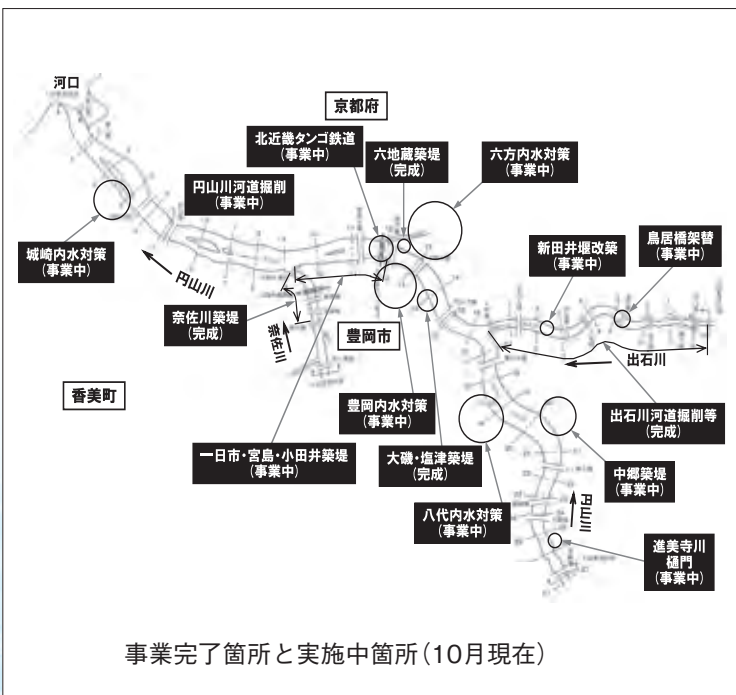 河口
京都府
北近畿タンゴ鉄道
(事業中)
六地蔵築堤
(完成)
六方内水対策
(事業中)
円山川河道掘削
(事業中)
新田井堰改築
(事業中)
鳥居橋架替
(事業中)
城崎内水対策
(事業中)
円山川
奈佐川築堤
(完成)
奈佐川
豊岡市
出石川
香美町
豊岡内水対策
(事業中)
出石川河道掘削等
(完成)
一日市・宮島・小田井築堤
(事業中)
大磯・塩津築堤
(完成)
中郷築堤
(事業中)
八代内水対策
(事業中)
円山川
進美寺川
樋門
(事業中)
事業完了箇所と実施中箇所(10月現在)